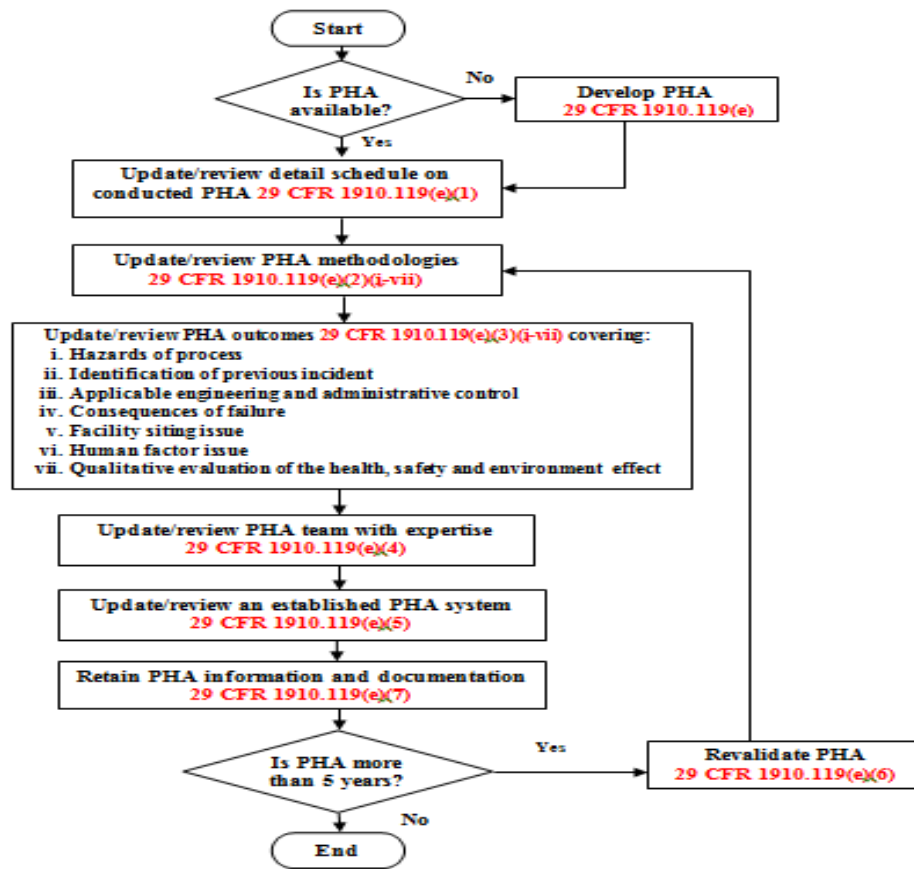 Start
Is PHA
available?
No
Develop PHA
29 CFR 1910.119(e)
Yes
Update/review detail schedule on
conducted PHA 29 CFR 1910.119(e)(1)
Update/review PHA methodologies
29 CFR 1910.119(e)(2)(i-vii)
Update/review PHA outcomes 29 CFR 1910.119(e)(3)(i-vii) covering:
i. Hazards of process
ii. Identification of previous incident
iii. Applicable engineering and administrative control
iv. Consequences of failure
v. Facility siting issue
vi. Human factor issue
vii. Qualitative evaluation of the health, safety and environment effect
Update/review PHA team with expertise
29 CFR 1910.119(e)(4)
Update/review an established PHA system
29 CFR 1910.119(e)(5)
Retain PHA information and documentation
29 CFR 1910.119(e)(7)
Is PHA more
than 5 years?
Yes
Revalidate PHA
29 CFR 1910.119(e)(6)
No
End